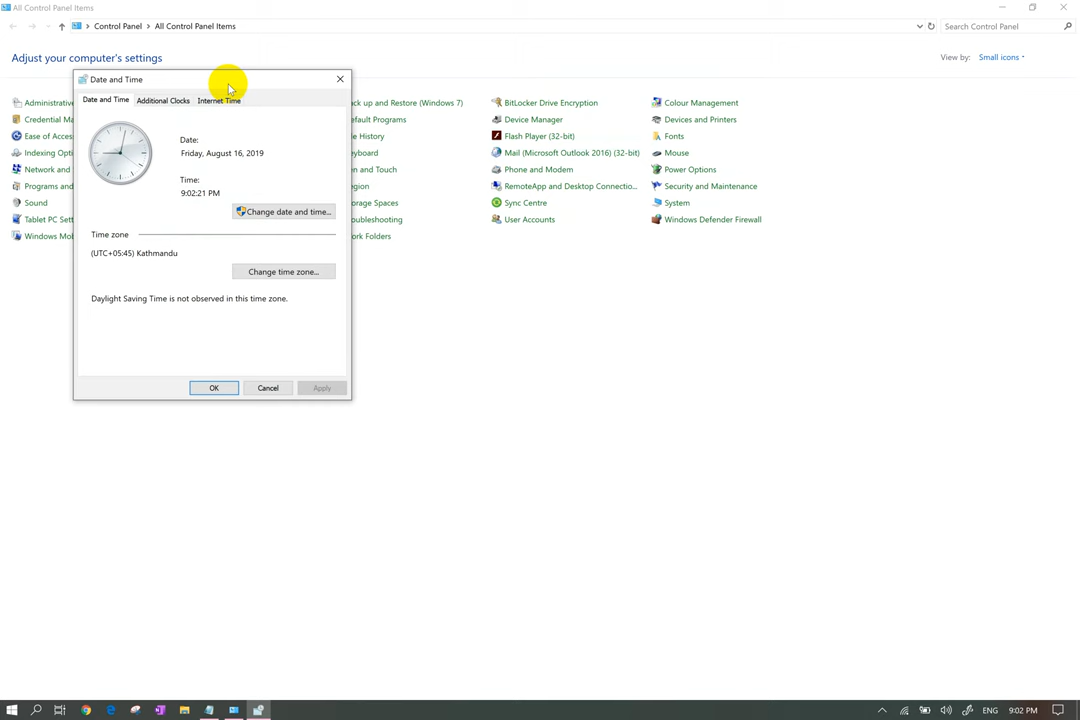 All Control Panel Items
Control Panel > All Control Panel Items
Search Control Panel
Adjust your computer's settings
View by: Small icons
Date and Time
Date and Time
Additional Clocks
Internet Time
Date:
Friday, August 16, 2019
Time:
9:02:21 PM
Change date and time...
Time zone
(UTC+05:45) Kathmandu
Change time zone...
Daylight Saving Time is not observed in this time zone.
OK
Cancel
Apply
Administrative
Credential Ma
Ease of Acces
Indexing Opti
Network and
Programs and
Sound
Tablet PC Sett
Windows Mob
ck up and Restore (Windows 7)
efault Programs
le History
eyboard
en and Touch
egion
orage Spaces
oubleshooting
ork Folders
BitLocker Drive Encryption
Device Manager
Flash Player (32-bit)
Mail (Microsoft Outlook 2016) (32-bit)
Phone and Modem
RemoteApp and Desktop Connectio...
Sync Centre
User Accounts
Colour Management
Devices and Printers
Fonts
Mouse
Power Options
Security and Maintenance
System
Windows Defender Firewall
ENG
9:02 PM